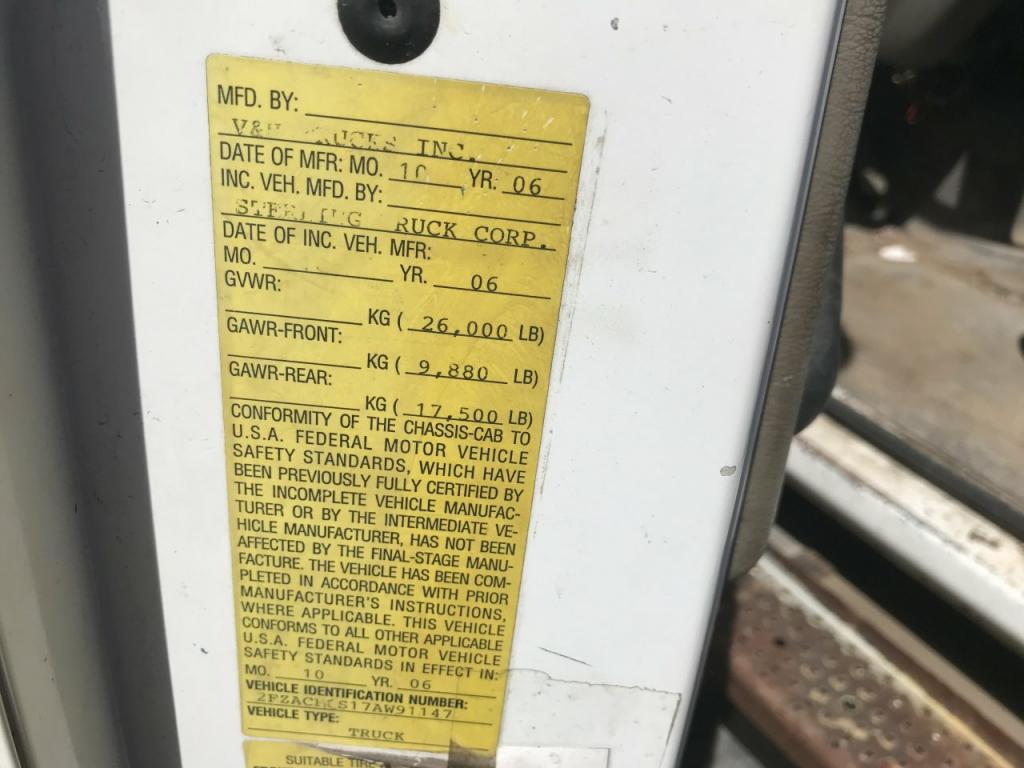 MFD. BY:
INC.
DATE OF MFR: MO. 10 YR. 06
INC. VEH. MFD. BY:
CORP.
DATE OF INC. VEH. MFR:
MO. YR. 06
GVWR:
KG ( 26,000 LB)
GAWR-FRONT:
KG ( 9,880 LB)
GAWR-REAR:
KG ( 17,500 LB)
CONFORMITY OF THE CHASSIS-CAB TO
U.S.A. FEDERAL MOTOR VEHICLE
SAFETY STANDARDS, WHICH HAVE
BEEN PREVIOUSLY FULLY CERTIFIED BY
THE INCOMPLETE VEHICLE MANUFAC-
TURER OR BY THE INTERMEDIATE VE-
HICLE MANUFACTURER, HAS NOT BEEN
AFFECTED BY THE FINAL-STAGE MANU-
FACTURE. THE VEHICLE HAS BEEN COM-
PLETED IN ACCORDANCE WITH PRIOR
MANUFACTURER'S INSTRUCTIONS,
WHERE APPLICABLE. THIS VEHICLE
CONFORMS TO ALL OTHER APPLICABLE
U.S.A. FEDERAL MOTOR VEHICLE
SAFETY STANDARDS IN EFFECT IN:
MO. 10 YR. 06
VEHICLE IDENTIFICATION NUMBER:
VEHICLE TYPE:
TRUCK
SUITABLE